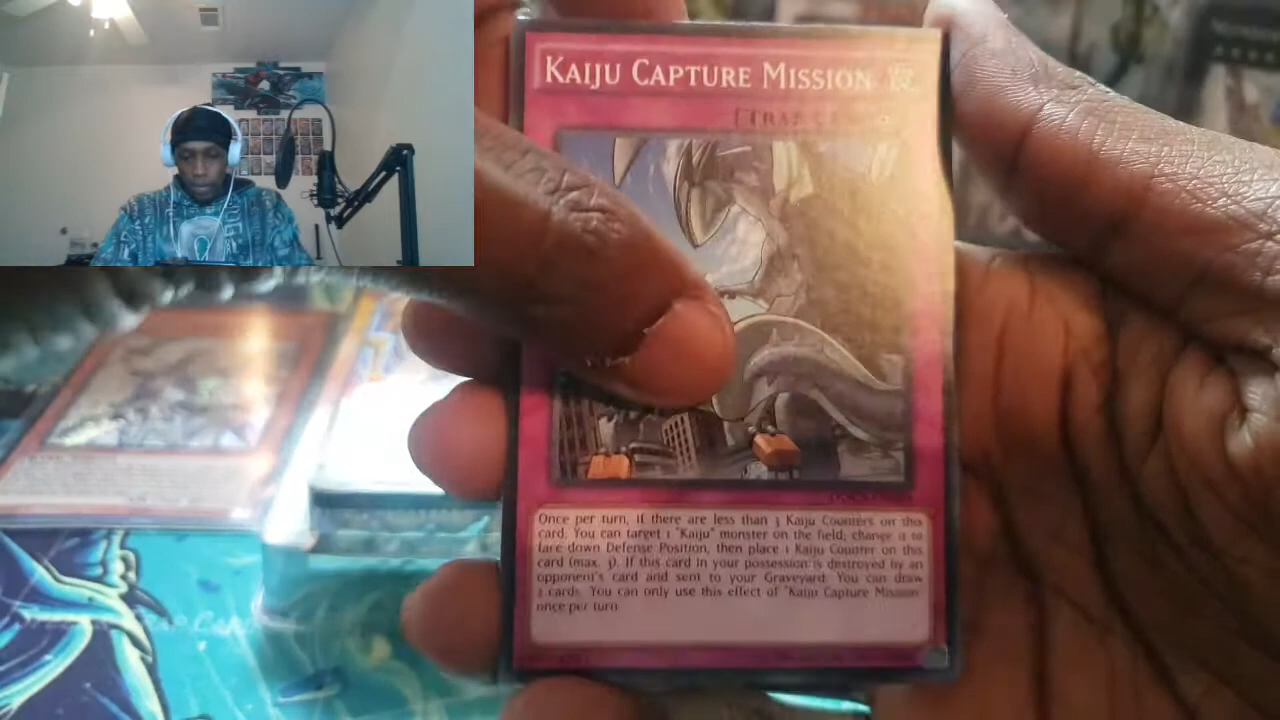 KAIJU CAPTURE MISSION
[TRAP C
Once per turn, if there are less than 3 Kaiju Counters on this
card: You can target 1 "Kaiju" monster on the field; change it to
face-down Defense Position, then place 1 Kaiju Counter on this
card (max. 3). If this card in your possession is destroyed by an
opponent's card and sent to your Graveyard: You can draw
2 cards. You can only use this effect of "Kaiju Capture Mission"
once per turn.